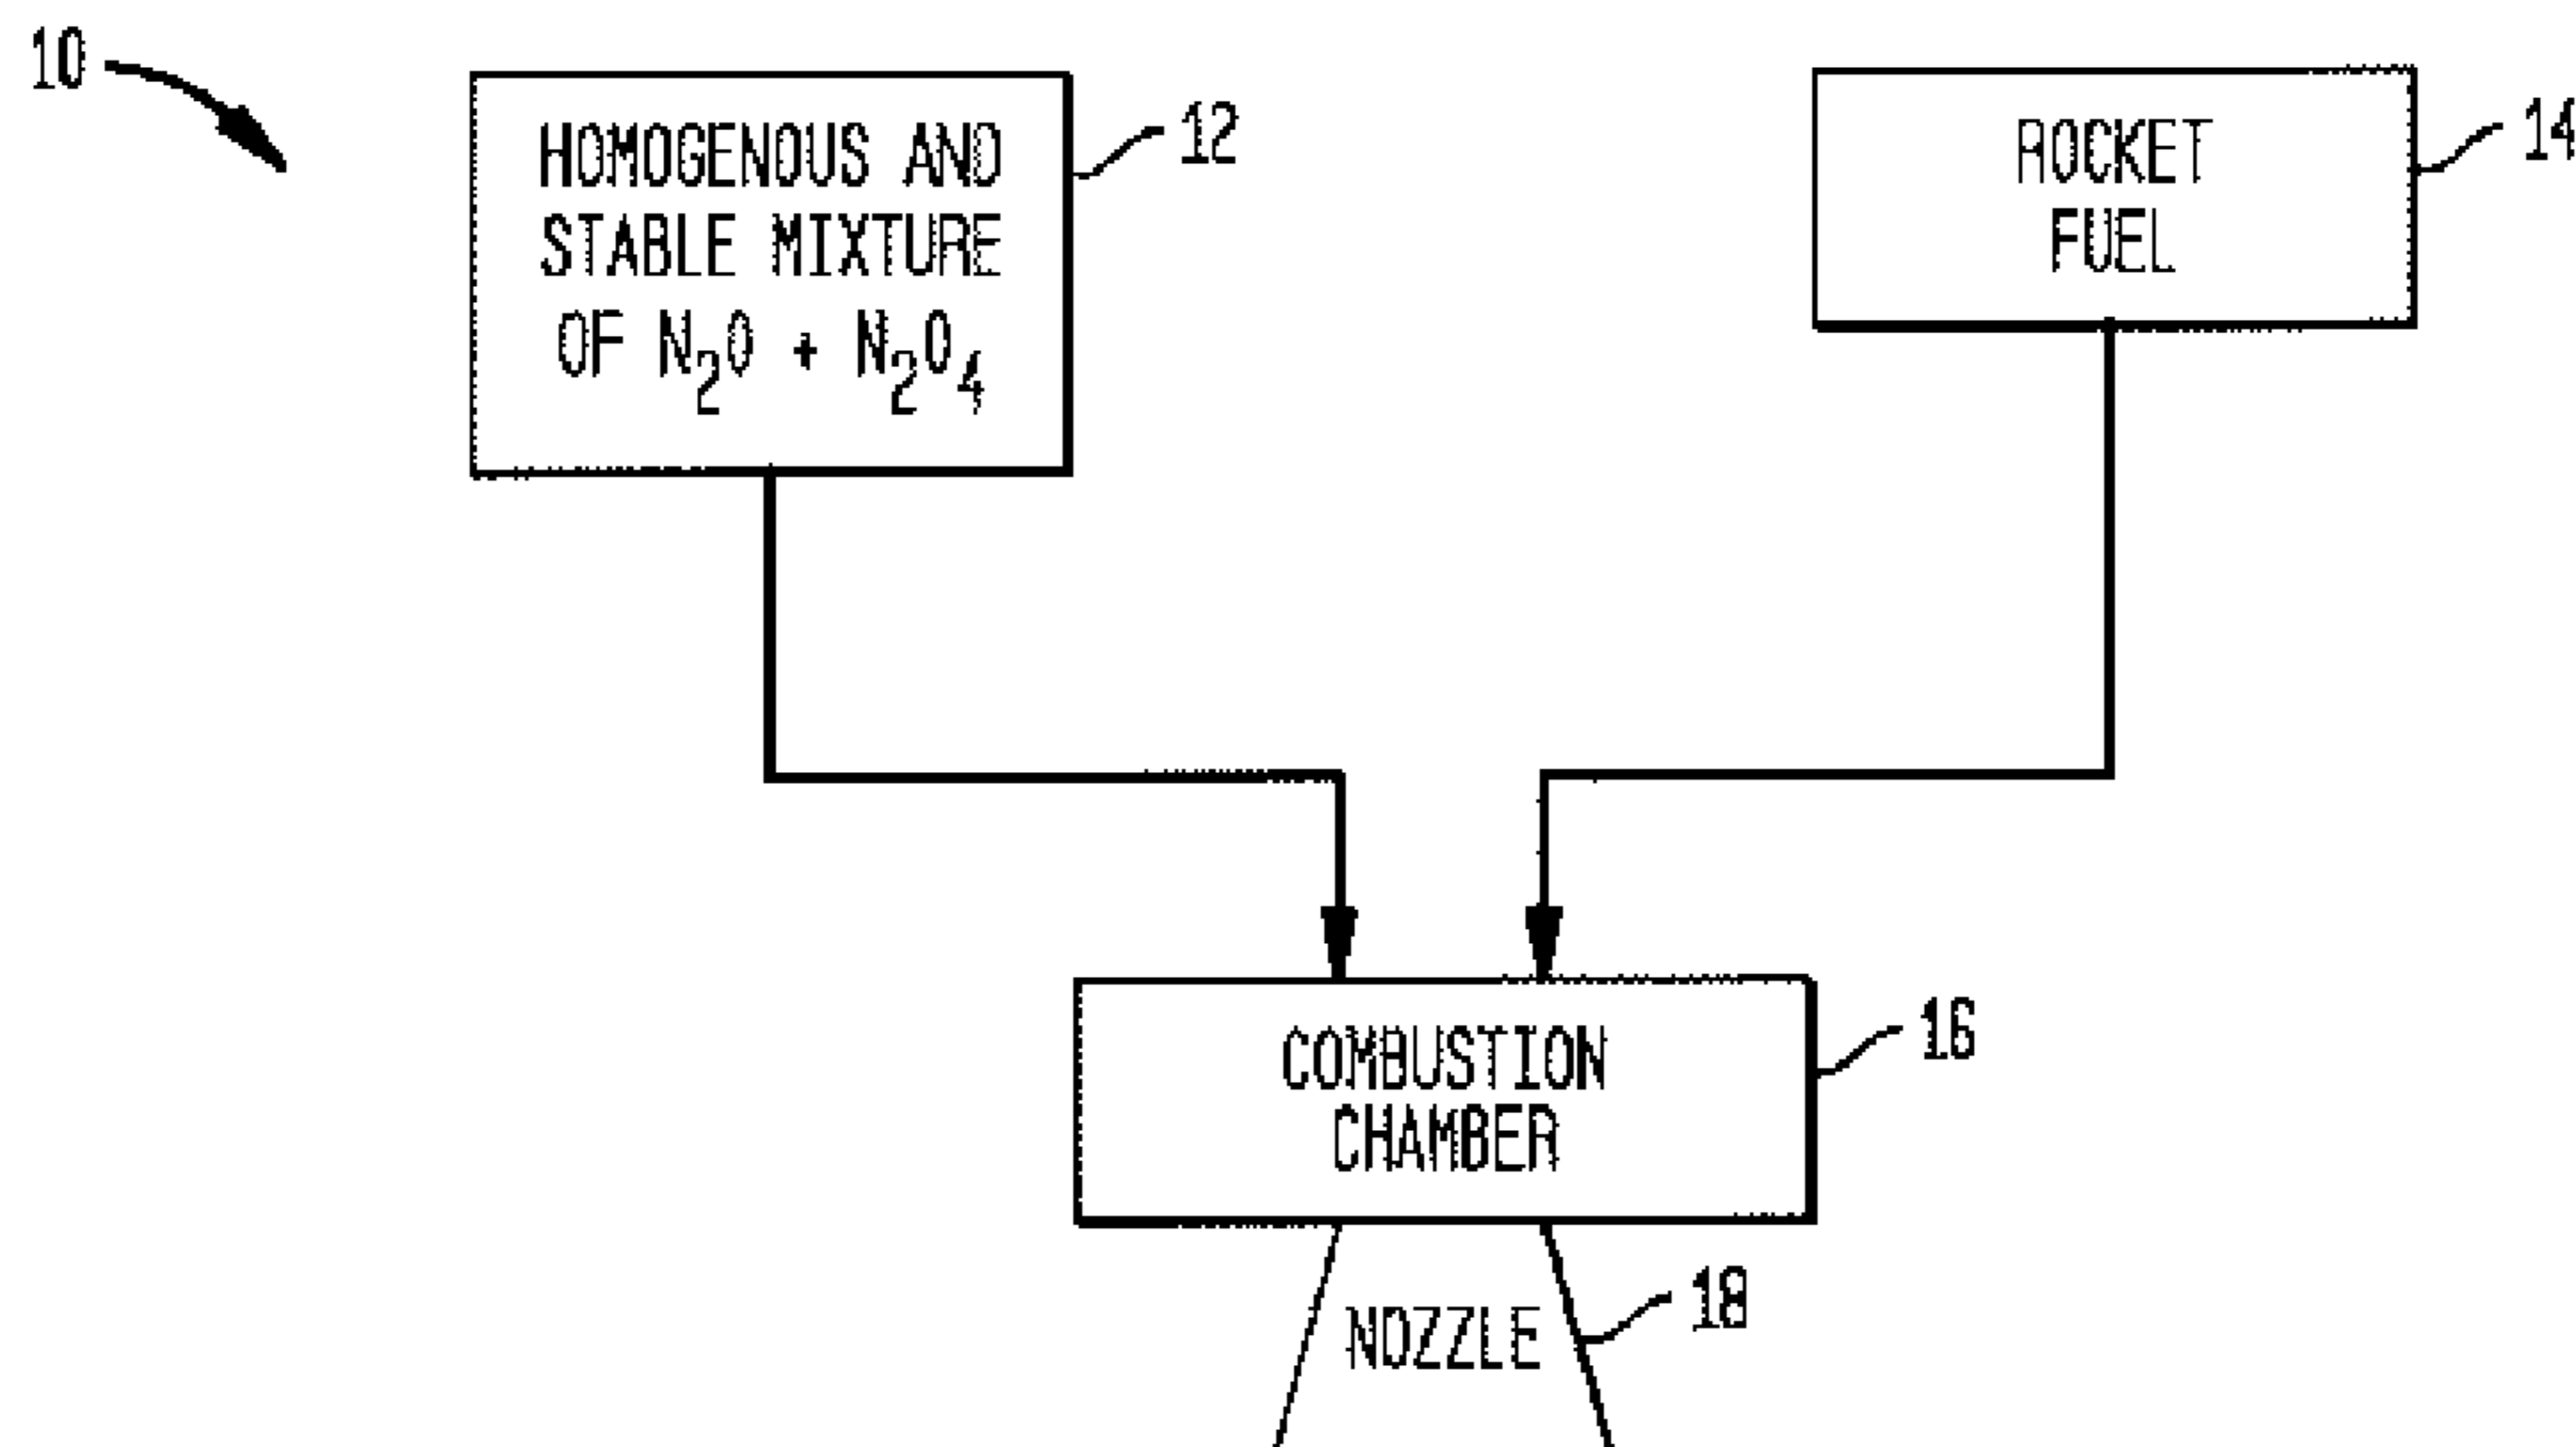 10
HOMOGENOUS AND
STABLE MIXTURE
OF N₂O + N₂O₄
12
ROCKET
FUEL
14
COMBUSTION
CHAMBER
16
NOZZLE
18